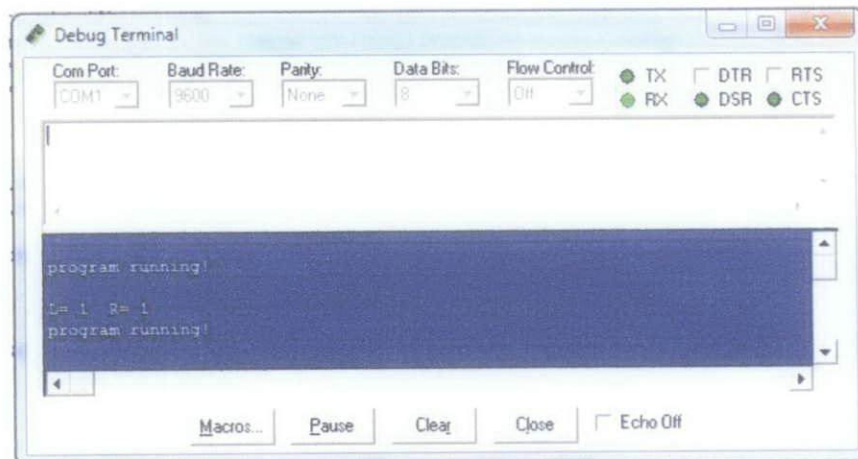 Debug Terminal
Com Port: Baud Rate: Parity: Data Bits: Flow Control: TX DTR RTS
COM1 9600 None 8 Off RX DSR CTS
program running!
L= 1 R= 1
program running!
Macros... Pause Clear Close Echo Off